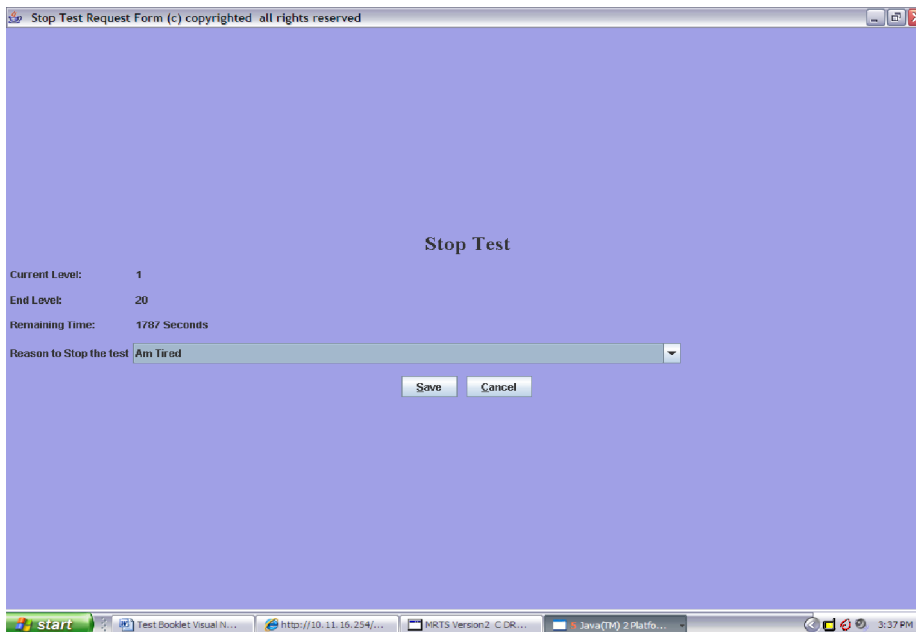 Stop Test Request Form (c) copyrighted all rights reserved
Stop Test
Current Level: 1
End Level: 20
Remaining Time: 1787 Seconds
Reason to Stop the test Am Tired
Save Cancel
start Test Booklet Visual N... http://10.11.16.254/... MRTS Version2 C DR... Java(TM) 2 Platfo... 3:37 PM